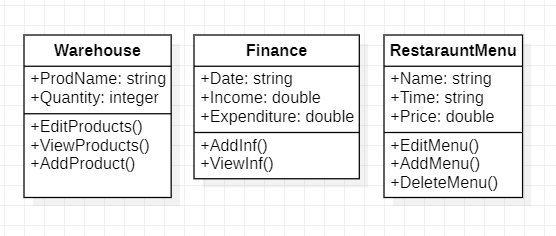 Warehouse
+ProdName: string
+Quantity: integer
+EditProducts()
+ViewProducts()
+AddProduct()
Finance
+Date: string
+Income: double
+Expenditure: double
+AddInf()
+ViewInf()
RestarauntMenu
+Name: string
+Time: string
+Price: double
+EditMenu()
+AddMenu()
+DeleteMenu()